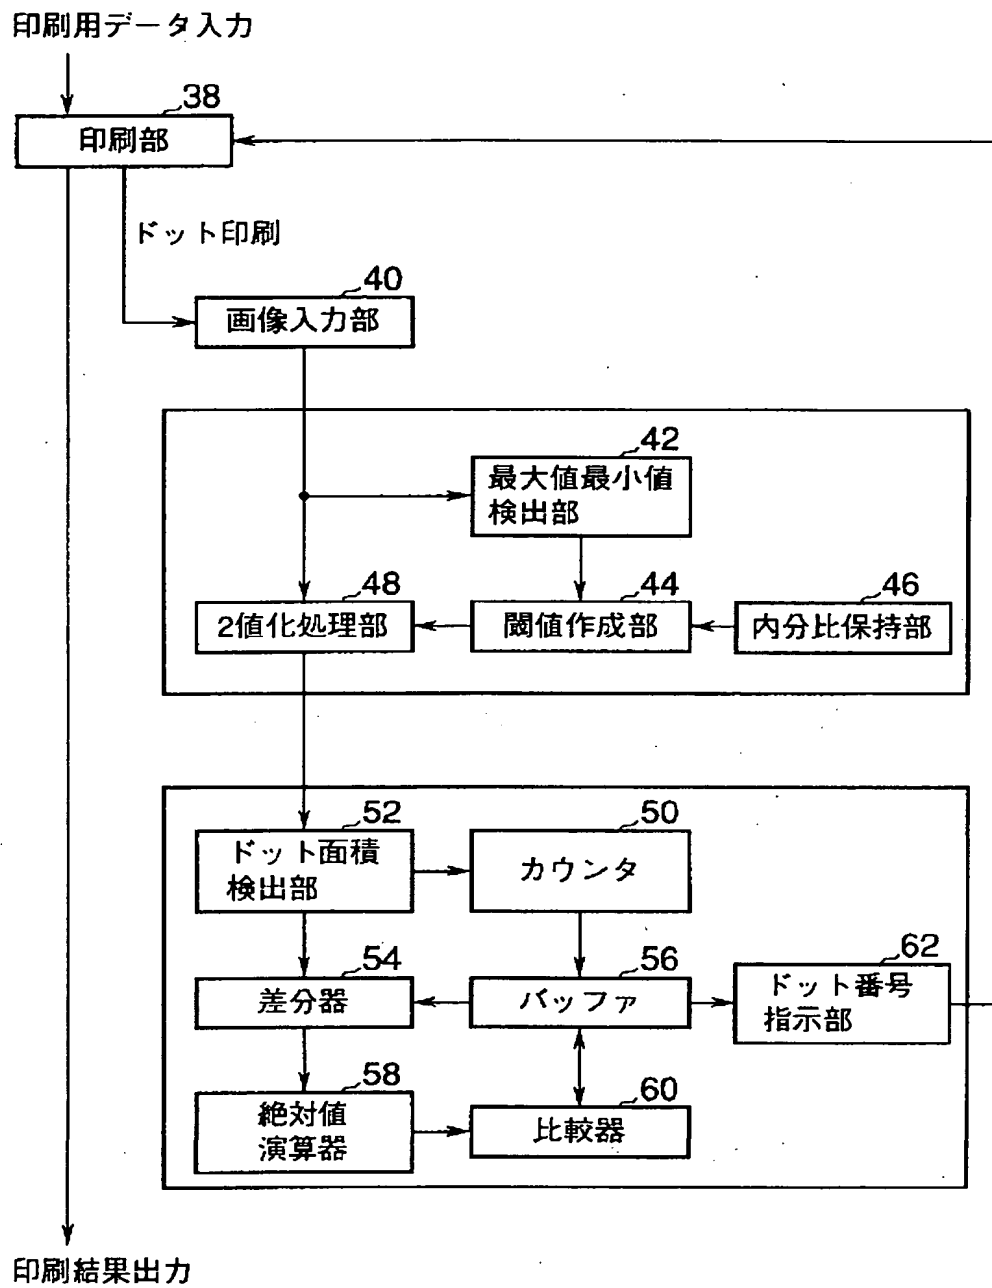 印刷用データ入力
38
印刷部
ドット印刷
40
画像入力部
42
最大値最小値
検出部
48
2値化処理部
44
閾値作成部
46
内分比保持部
52
ドット面積
検出部
50
カウンタ
54
差分器
56
バッファ
62
ドット番号
指示部
58
絶対値
演算器
60
比較器
印刷結果出力